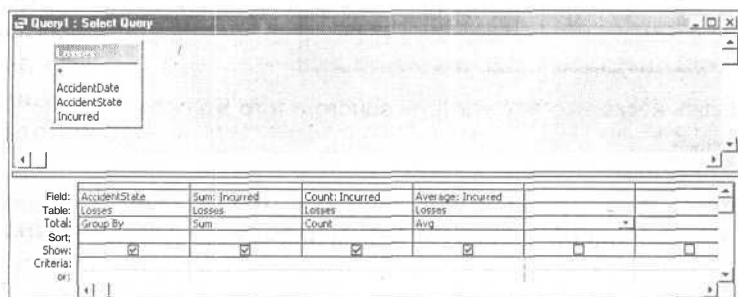 Query1 : Select Query
Losses
*
AccidentDate
AccidentState
Incurred
Field: AccidentState Sum: Incurred Count: Incurred Average: Incurred
Table: Losses Losses Losses Losses
Total: Group By Sum Count Avg
Sort:
Show:
Criteria:
or: